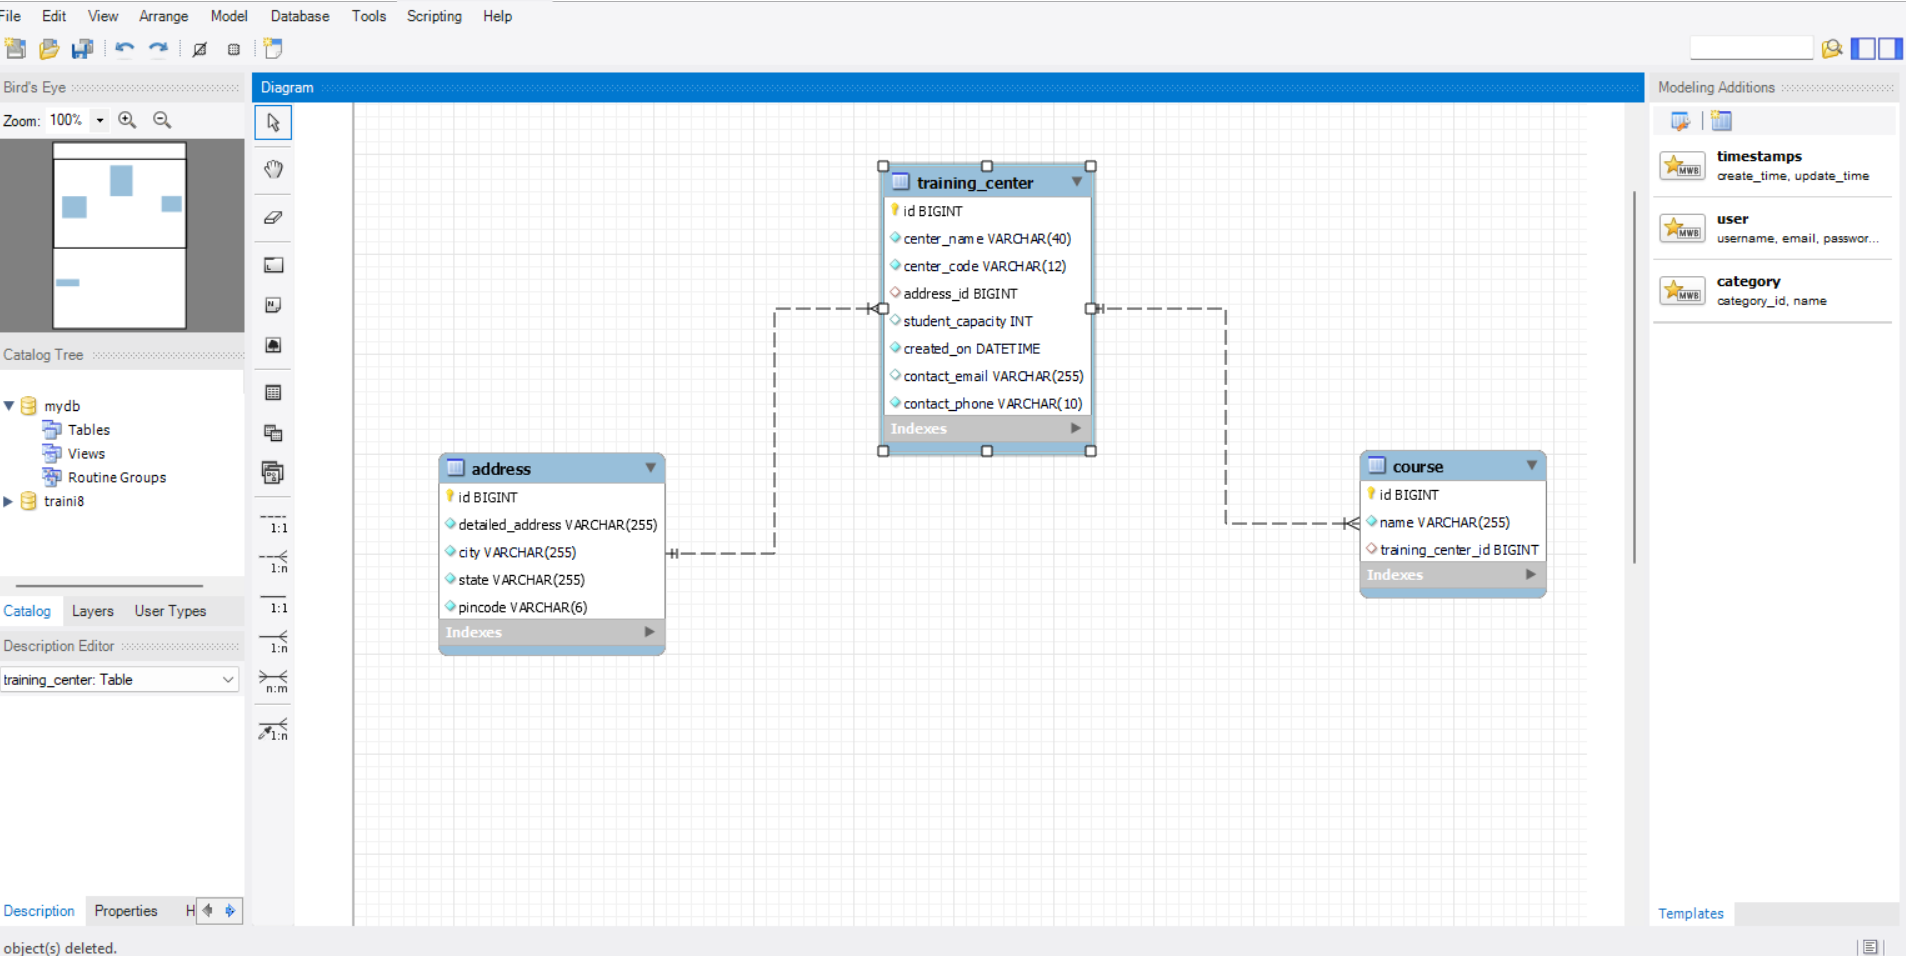 File Edit View Arrange Model Database Tools Scripting Help
Bird's Eye
Zoom: 100%
Catalog Tree
mydb
Tables
Views
Routine Groups
traini8
Catalog Layers User Types
Description Editor
training_center: Table
Description Properties H
object(s) deleted.
Diagram
1:1
1:n
1:1
1:n
n:m
1:n
training_center
id BIGINT
center_name VARCHAR(40)
center_code VARCHAR(12)
address_id BIGINT
student_capacity INT
created_on DATETIME
contact_email VARCHAR(255)
contact_phone VARCHAR(10)
Indexes
address
id BIGINT
detailed_address VARCHAR(255)
city VARCHAR(255)
state VARCHAR(255)
pincode VARCHAR(6)
Indexes
course
id BIGINT
name VARCHAR(255)
training_center_id BIGINT
Indexes
Modeling Additions
MWB
timestamps
create_time, update_time
MWB
user
username, email, passwor...
MWB
category
category_id, name
Templates